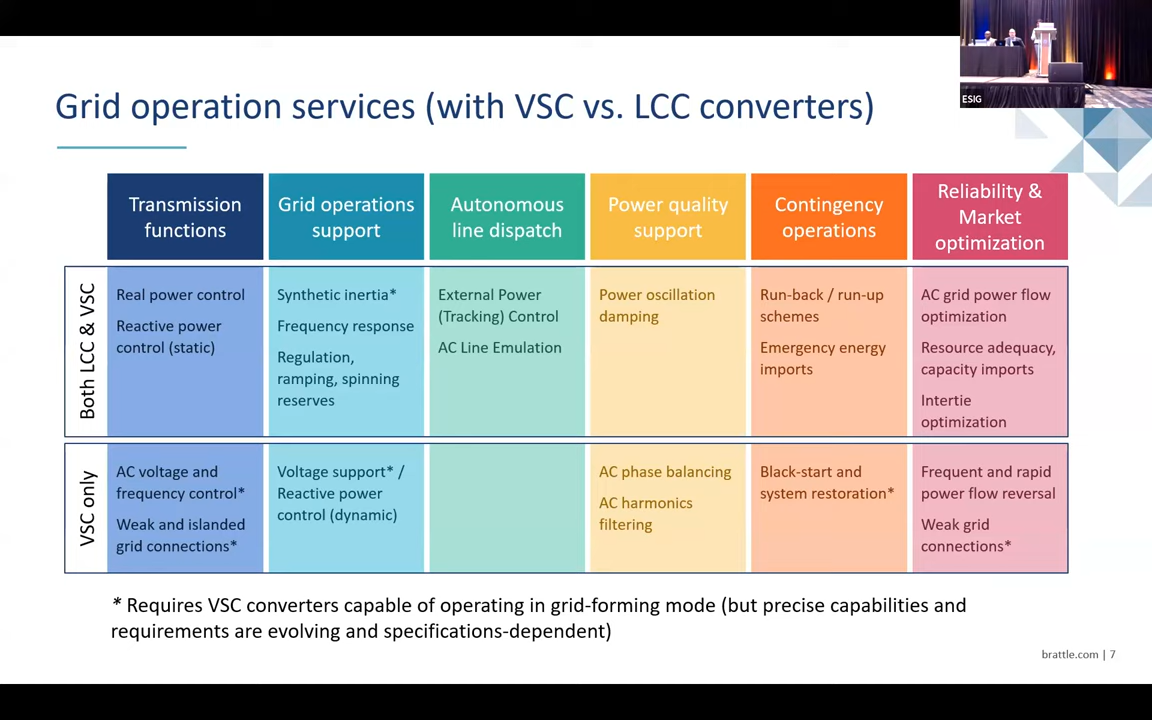 ESIG
Grid operation services (with VSC vs. LCC converters)
Transmission
functions
Grid operations
support
Autonomous
line dispatch
Power quality
support
Contingency
operations
Reliability &
Market
optimization
Both LCC & VSC
Real power control
Reactive power
control (static)
Synthetic inertia*
Frequency response
Regulation,
ramping, spinning
reserves
External Power
(Tracking) Control
AC Line Emulation
Power oscillation
damping
Run-back / run-up
schemes
Emergency energy
imports
AC grid power flow
optimization
Resource adequacy,
capacity imports
Intertie
optimization
VSC only
AC voltage and
frequency control*
Weak and islanded
grid connections*
Voltage support* /
Reactive power
control (dynamic)
AC phase balancing
AC harmonics
filtering
Black-start and
system restoration*
Frequent and rapid
power flow reversal
Weak grid
connections*
* Requires VSC converters capable of operating in grid-forming mode (but precise capabilities and
requirements are evolving and specifications-dependent)
brattle.com | 7